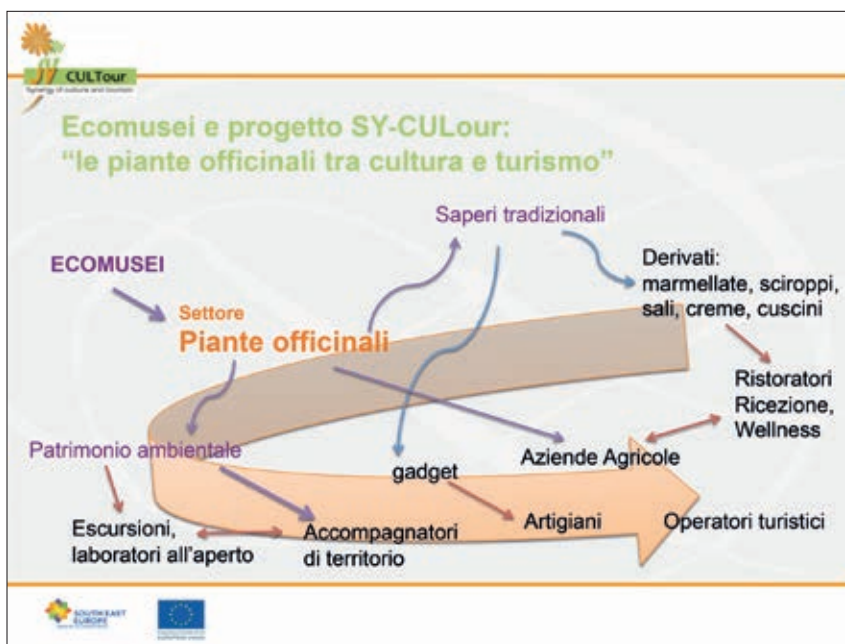 SY
CULTour
Synergy of culture and tourism
Ecomusei e progetto SY-CULour:
“le piante officinali tra cultura e turismo”
Saperi tradizionali
ECOMUSEI
Derivati:
marmellate, sciroppi,
sali, creme, cuscini
Settore
Piante officinali
Ristoratori
Ricezione,
Wellness
Patrimonio ambientale
gadget
Aziende Agricole
Escursioni,
laboratori all'aperto
Accompagnatori
di territorio
Artigiani
Operatori turistici
SOUTH EAST
EUROPE